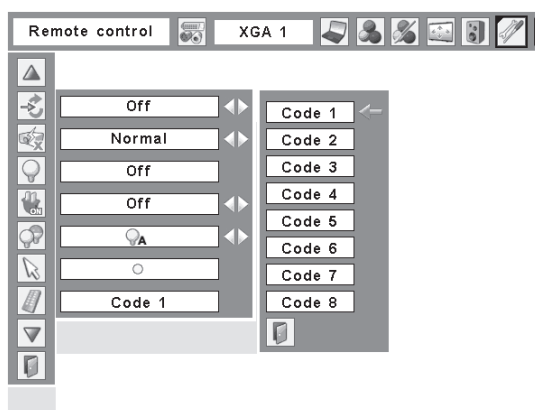 Remote control XGA 1
Off
Normal
Off
ON
Off
A
Code 1
Code 1
Code 2
Code 3
Code 4
Code 5
Code 6
Code 7
Code 8